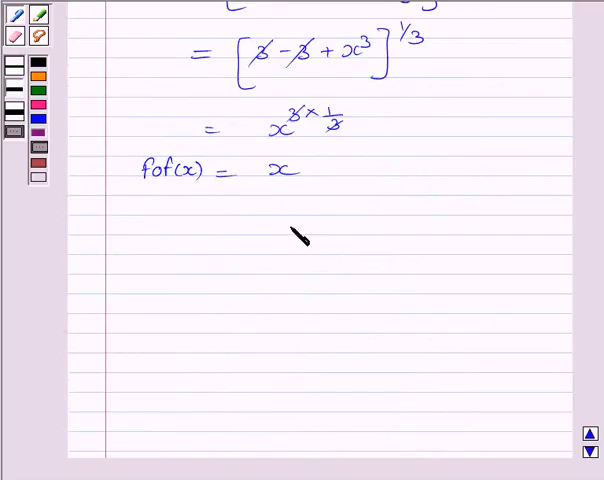 = [3 - 3 + x³]^1/3
= x^3 × 1/3
fof(x) = x